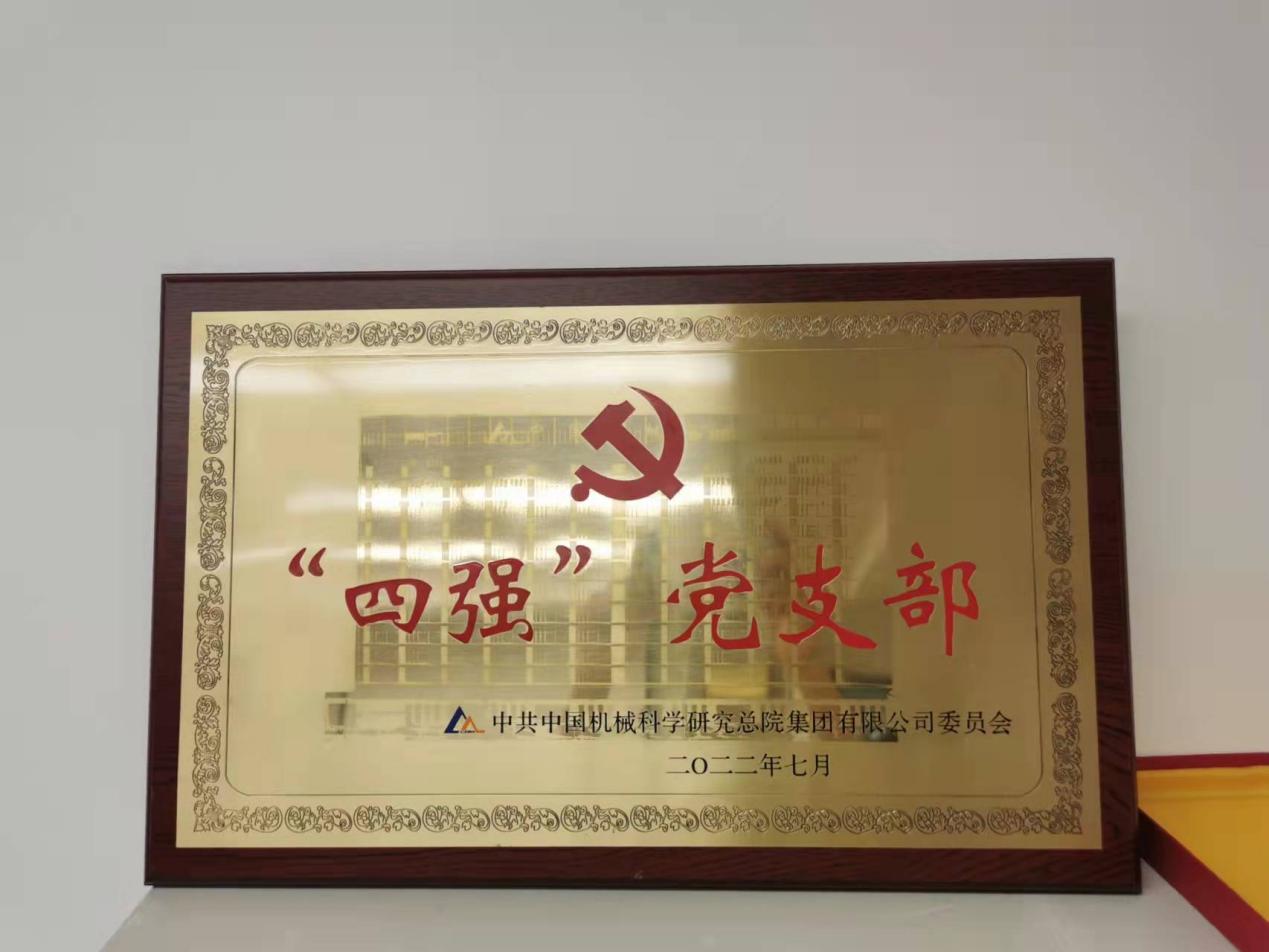 “四强”党支部
中共中国机械科学研究总院集团有限公司委员会
二〇二二年七月